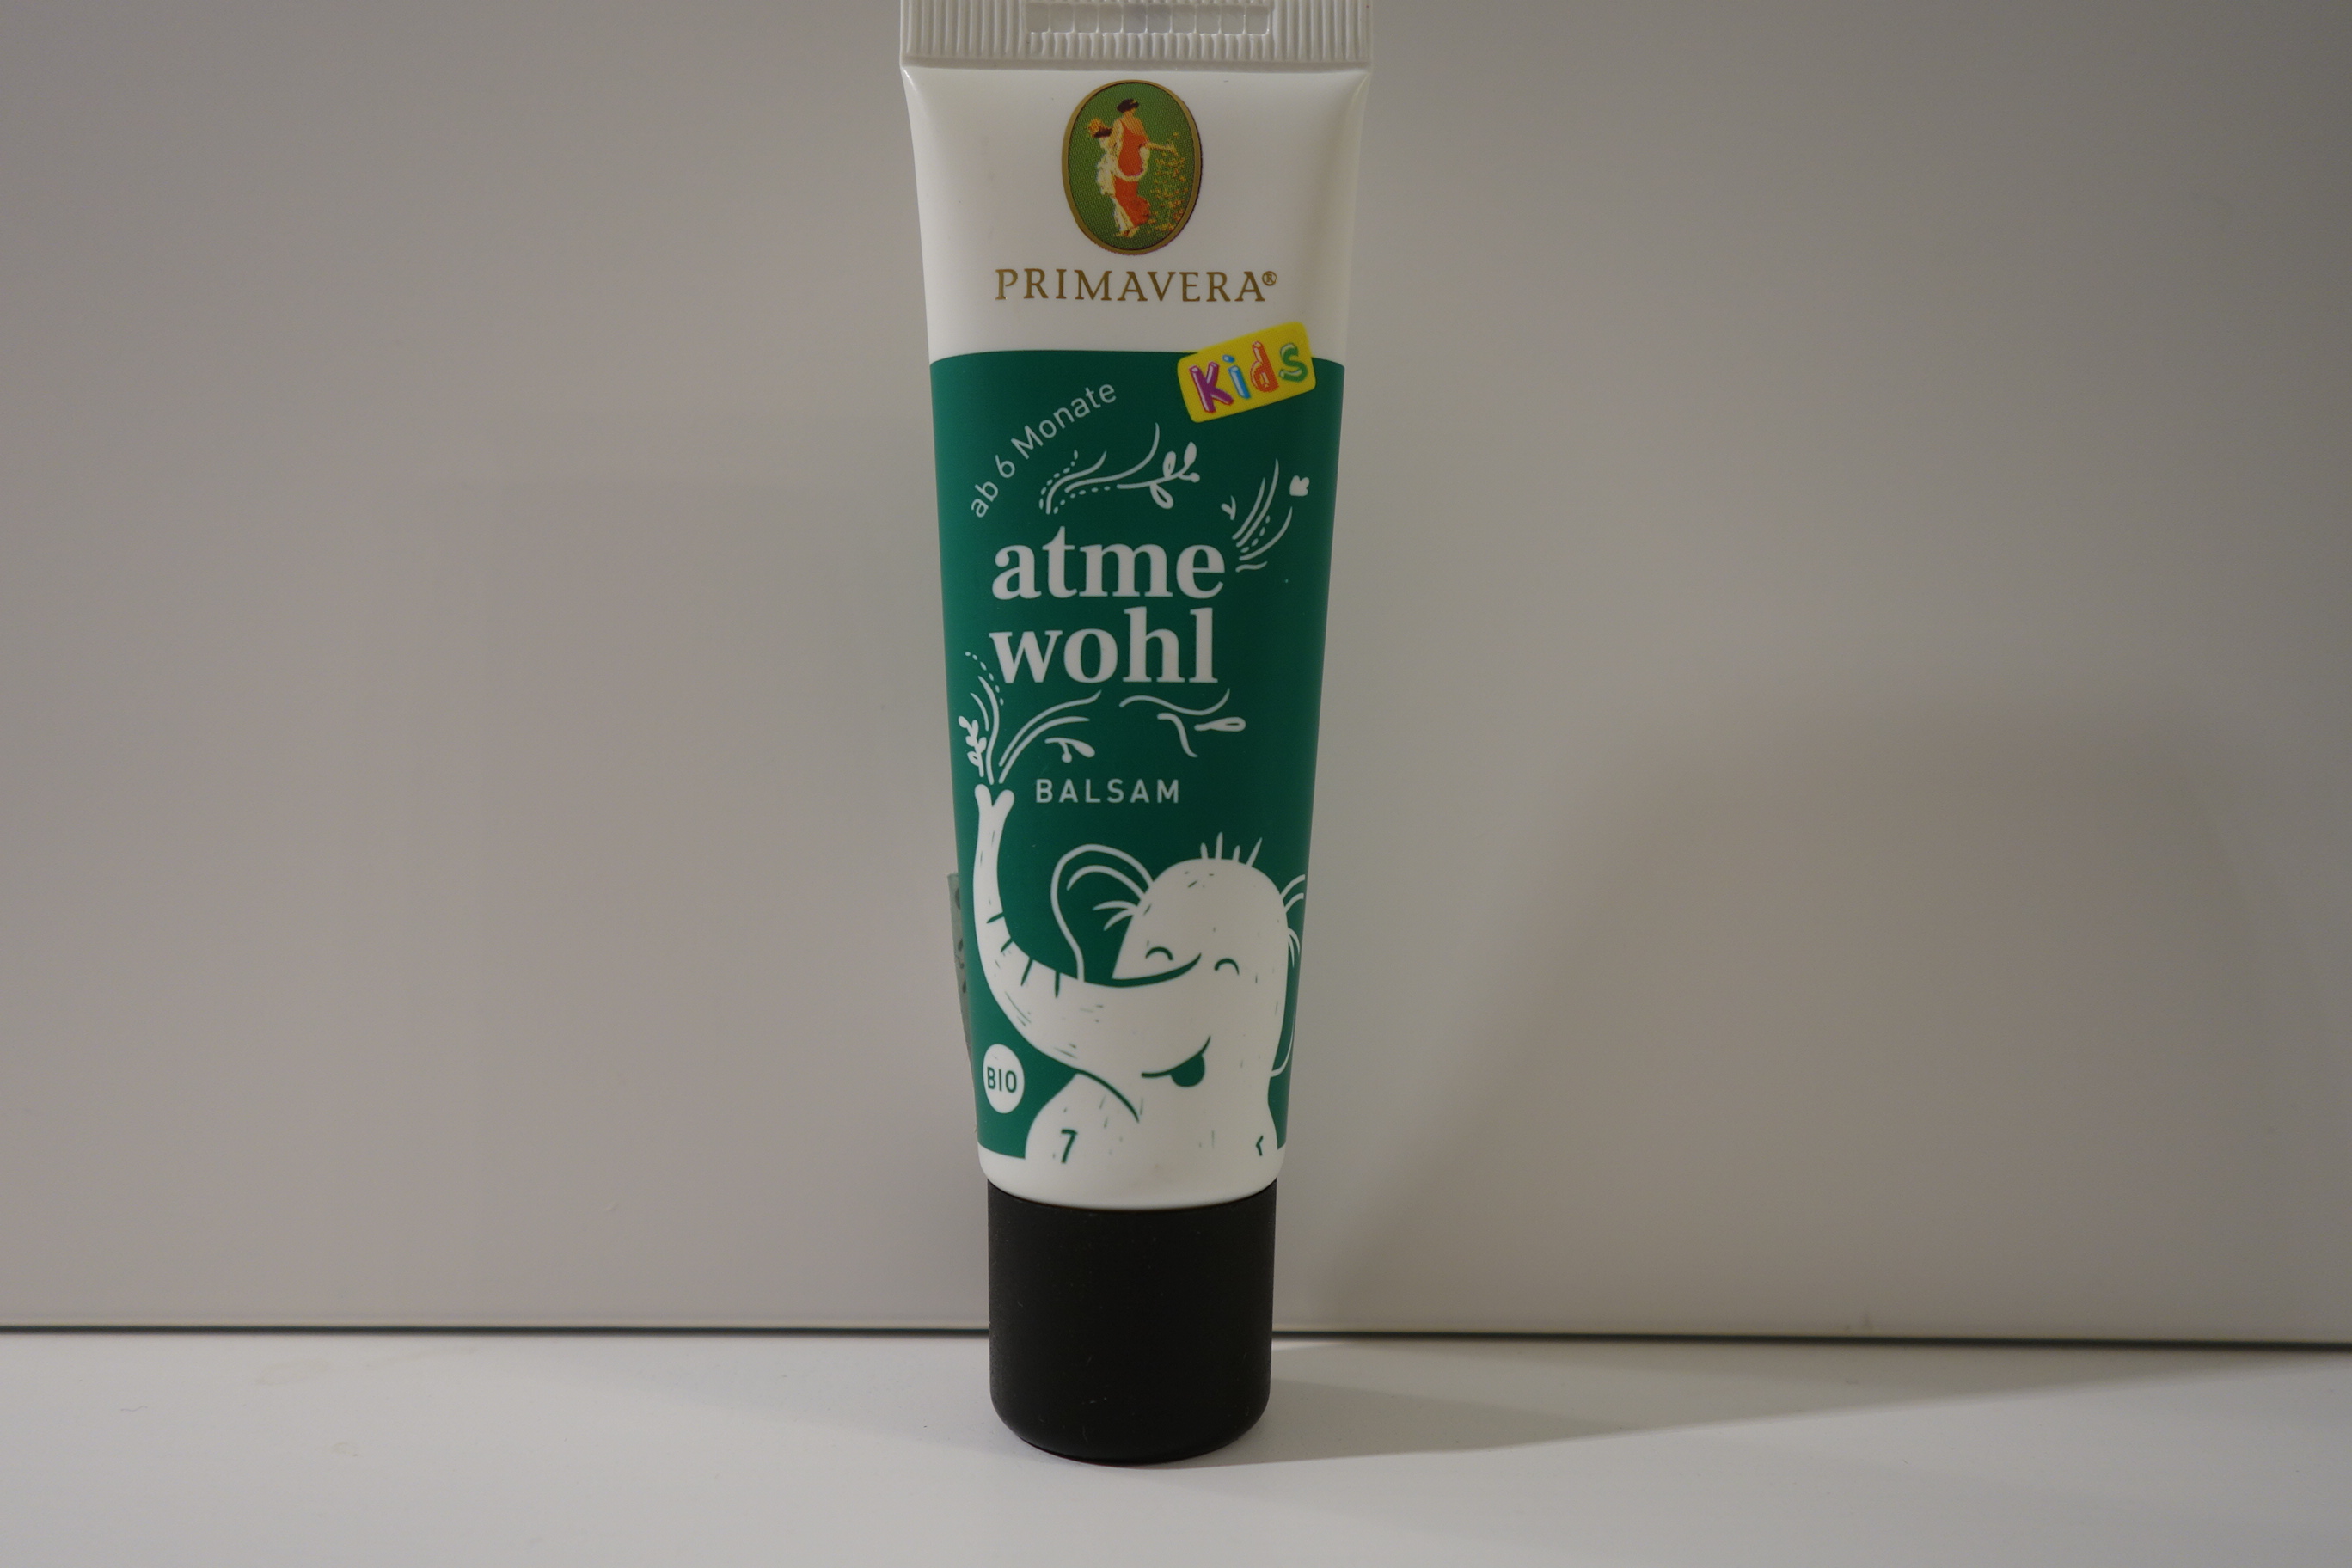 PRIMAVERA®
Kids
ab 6 Monate
atme
wohl
BALSAM
BIO